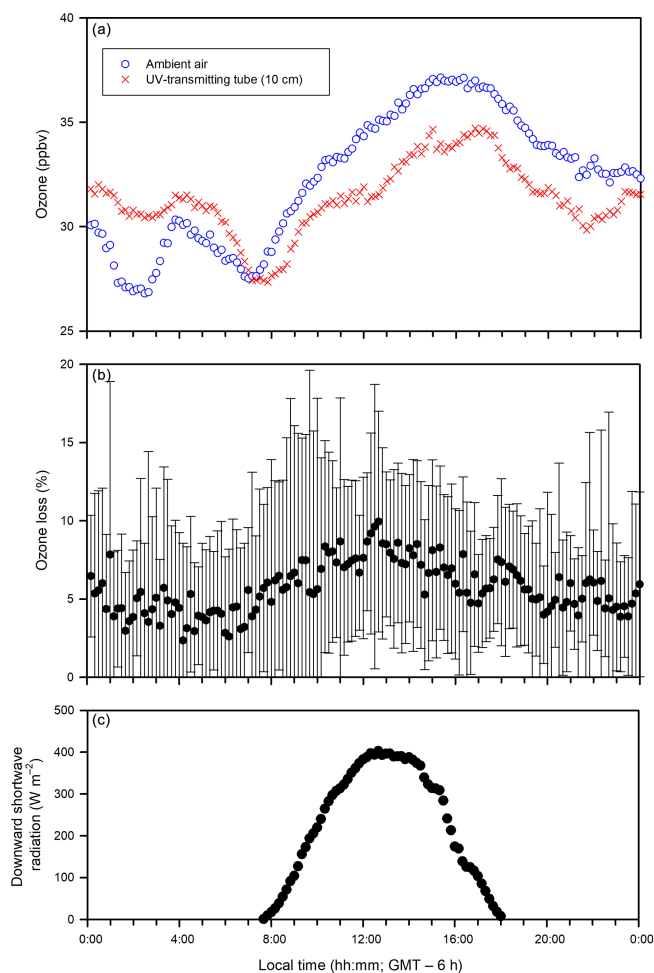 (a)
Ambient air
UV-transmitting tube (10 cm)
40
35
30
25
Ozone (ppbv)
(b)
20
15
10
5
0
Ozone loss (%)
(c)
500
400
300
200
100
0
Downward shortwave
radiation (W m⁻²)
0:00 4:00 8:00 12:00 16:00 20:00 0:00
Local time (hh:mm; GMT – 6 h)